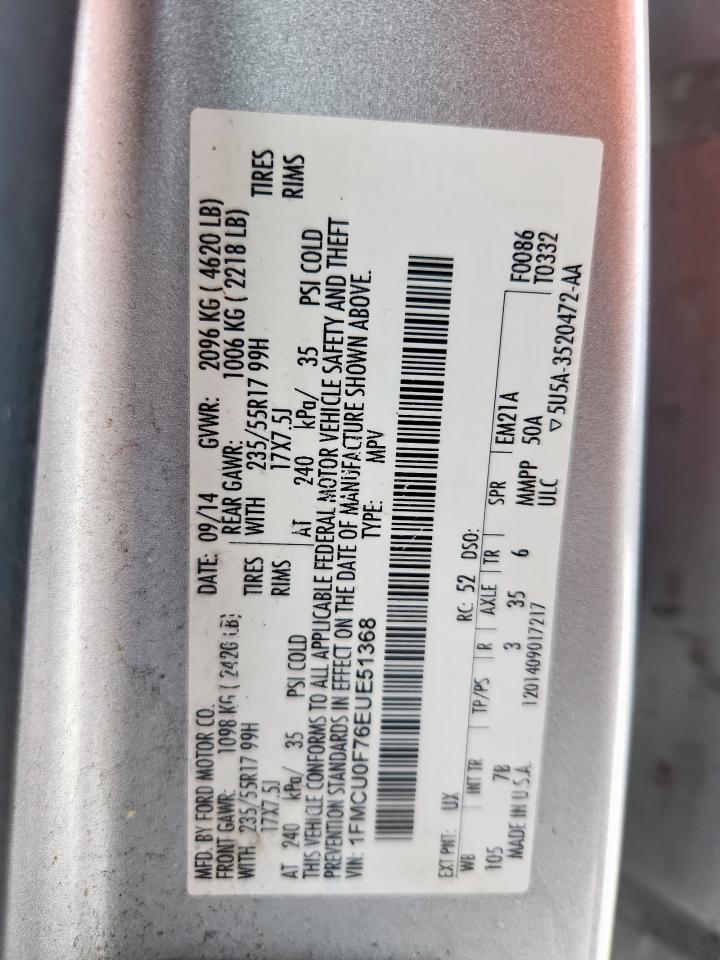 MFD. BY FORD MOTOR CO. DATE: 09/14 GVWR: 2096 KG ( 4620 LB)
FRONT GAWR: 1098 KG ( 2420 LB) REAR GAWR: 1006 KG ( 2218 LB)
WITH 235/55R17 99H TIRES WITH 235/55R17 99H TIRES
17X7.5J RIMS 17X7.5J RIMS
AT 240 kPa/ 35 PSI COLD AT 240 kPa/ 35 PSI COLD
THIS VEHICLE CONFORMS TO ALL APPLICABLE FEDERAL MOTOR VEHICLE SAFETY AND THEFT
PREVENTION STANDARDS IN EFFECT ON THE DATE OF MANUFACTURE SHOWN ABOVE.
VIN: 1FMCU0F76EUE51368 TYPE: MPV
EXT PNT: UX RC: 52 DSO: F0086
WB INT TR TP/PS R AXLE TR SPR EM21A T0332
105 7B 3 35 6 MMPP 50A
MADE IN U.S.A. 1201409017217 ULC ▽5U5A-3520472-AA